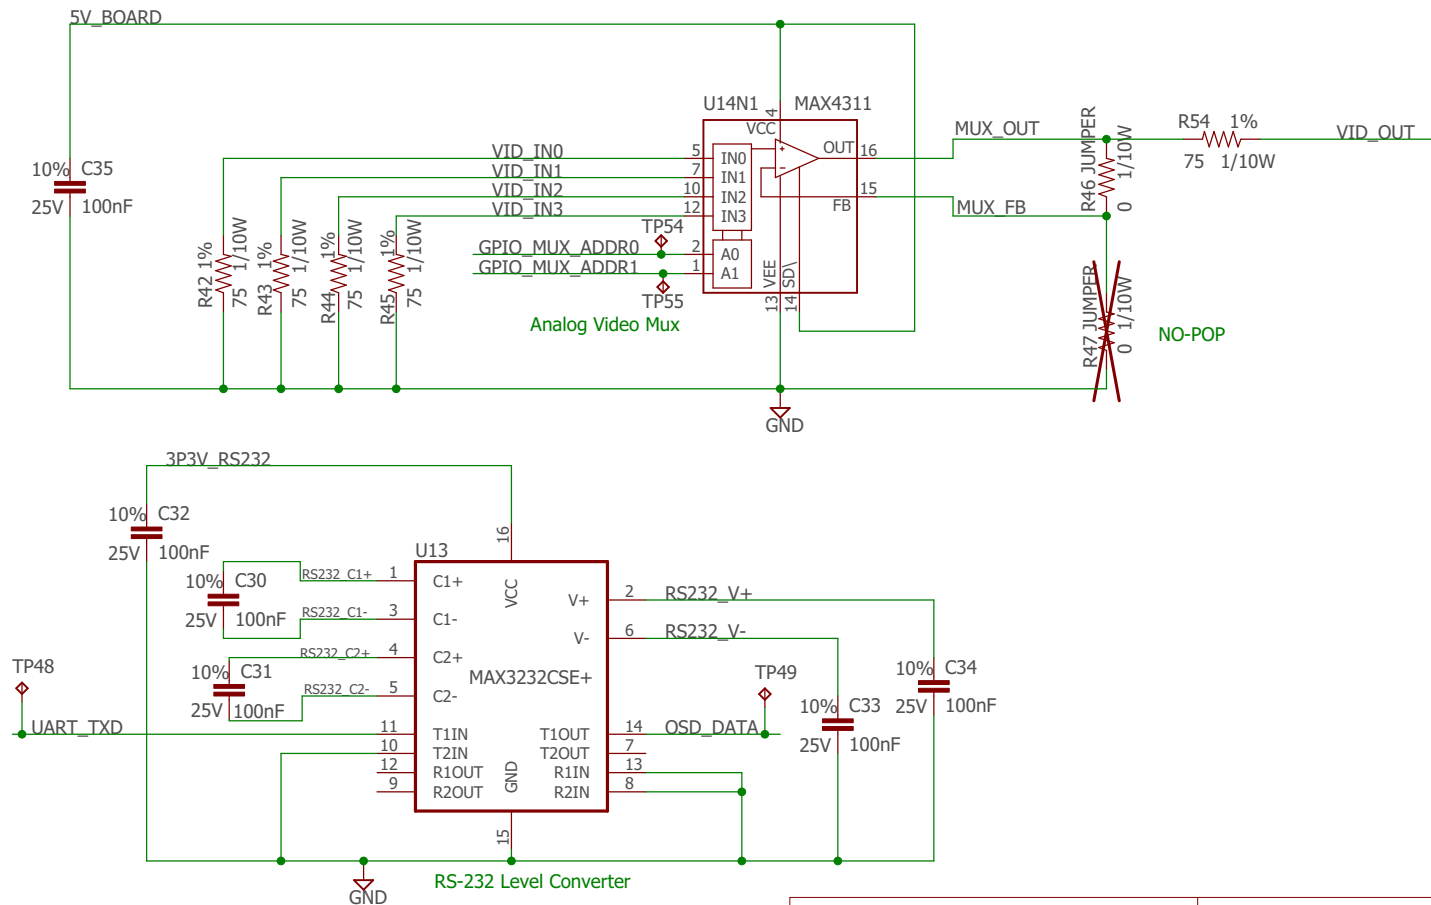 5V_BOARD
10% C35
25V 100nF
U14N1 MAX4311
VCC
4
VID_IN0 5 IN0
VID_IN1 7 IN1
VID_IN2 10 IN2
VID_IN3 12 IN3
OUT 16
FB 15
TP54
GPIO_MUX_ADDR0 2 A0
GPIO_MUX_ADDR1 1 A1
TP55
VEE 13
SD\ 14
R42 1%
75 1/10W
R43 1%
75 1/10W
R44 1%
75 1/10W
R45 1%
75 1/10W
Analog Video Mux
MUX_OUT
MUX_FB
R46 JUMPER
0 1/10W
R54 1%
75 1/10W
VID_OUT
R47 JUMPER
0 1/10W
NO-POP
GND
3P3V_RS232
10% C32
25V 100nF
U13
16
VCC
10% C30
25V 100nF
RS232_C1+ 1 C1+
RS232_C1- 3 C1-
RS232_C2+ 4 C2+
RS232_C2- 5 C2-
10% C31
25V 100nF
MAX3232CSE+
V+ 2 RS232_V+
V- 6 RS232_V-
TP48
UART_TXD 11 T1IN
10 T2IN
12 R1OUT
9 R2OUT
GND
15
T1OUT 14 OSD_DATA
T2OUT 7
R1IN 13
R2IN 8
TP49
10% C33
25V 100nF
10% C34
25V 100nF
GND
RS-232 Level Converter